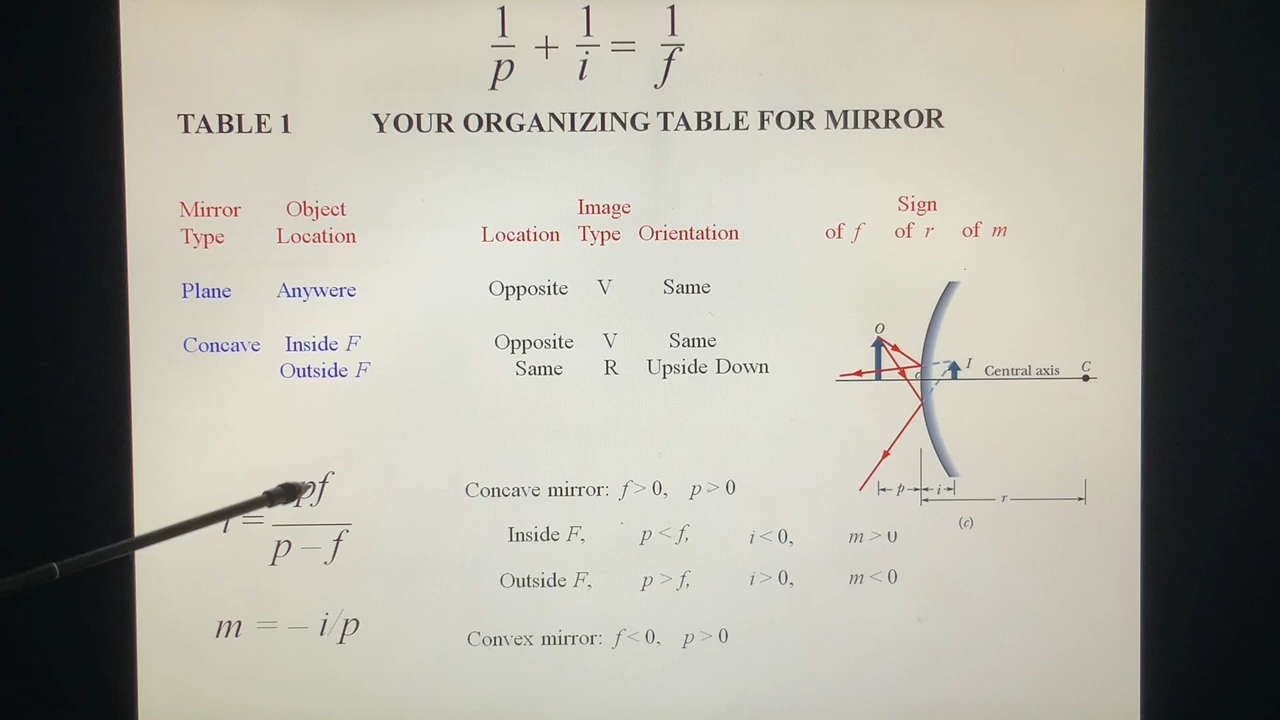 1/p + 1/i = 1/f
TABLE 1 YOUR ORGANIZING TABLE FOR MIRROR
Mirror Object Image Sign
Type Location Location Type Orientation of f of r of m
Plane Anywere Opposite V Same
Concave Inside F Opposite V Same
Outside F Same R Upside Down
O
I Central axis C
c
p i r
(c)
i = pf/(p – f)
Concave mirror: f > 0, p > 0
Inside F, p < f, i < 0, m > 0
Outside F, p > f, i > 0, m < 0
m = – i/p
Convex mirror: f < 0, p > 0